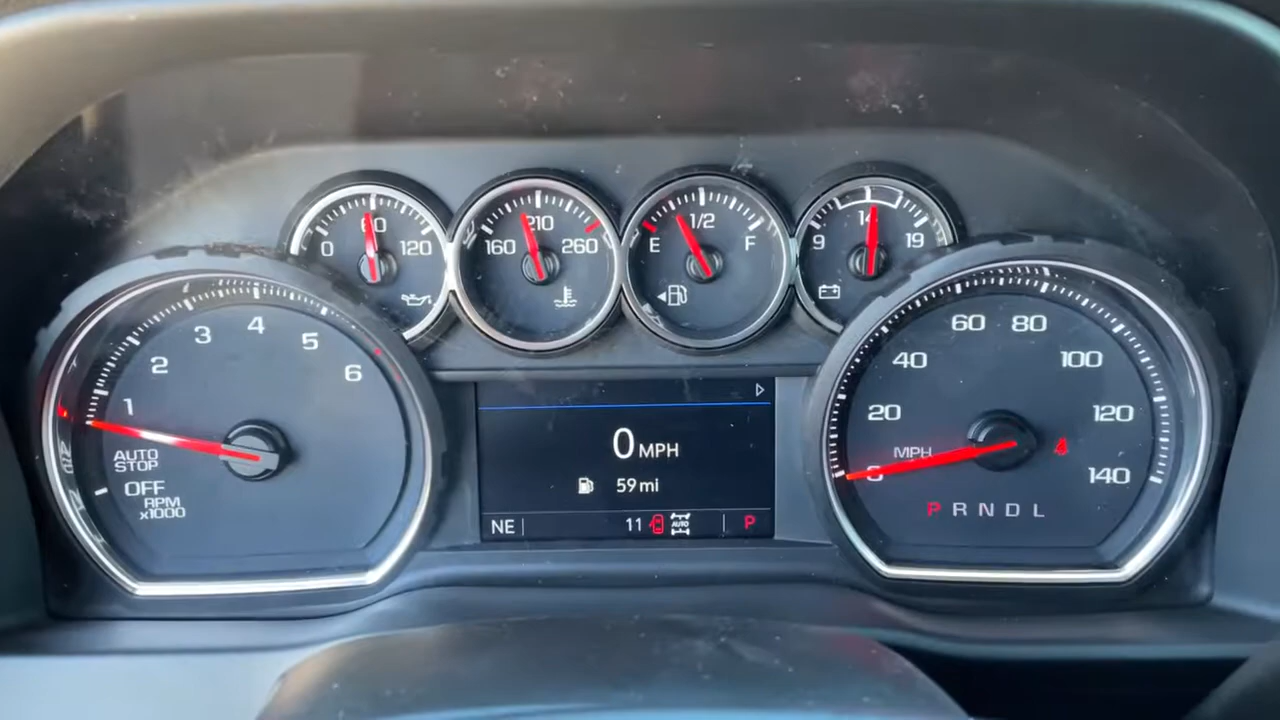 60
0 120
210
160 260
1/2
E F
14
9 19
4
3 5
2 6
1
AUTO
STOP
OFF
RPM
x1000
0 MPH
59 mi
NE 11 AUTO P
60 80
40 100
20 120
MPH
0 140
P R N D L